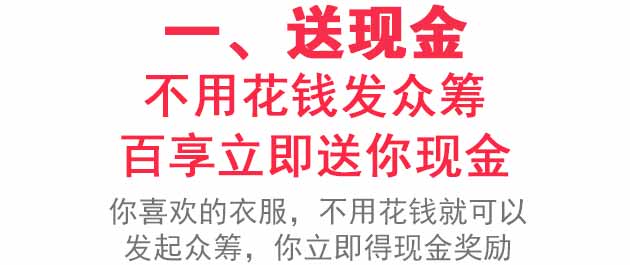 一、送现金
不用花钱发众筹
百享立即送你现金
你喜欢的衣服，不用花钱就可以
发起众筹，你立即得现金奖励